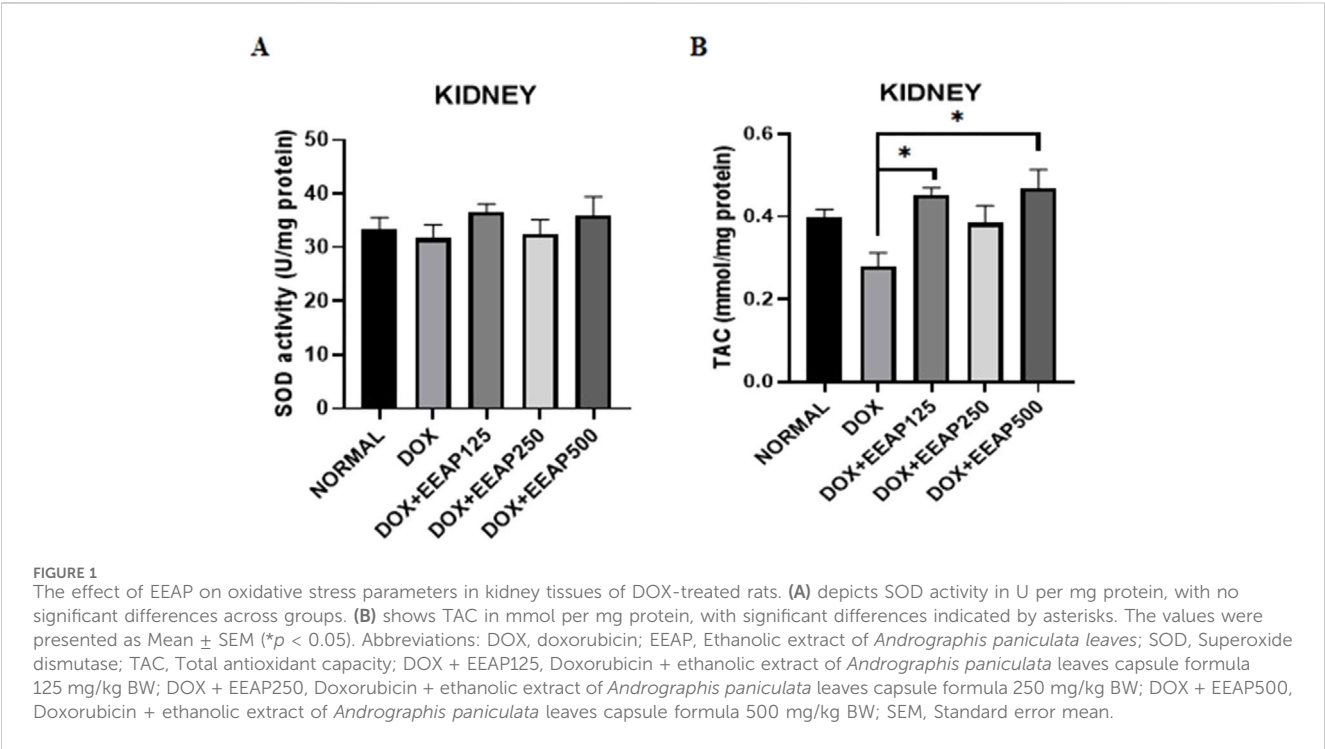 A
KIDNEY
SOD activity (U/mg protein)
50
40
30
20
10
0
NORMAL
DOX
DOX+EEAP125
DOX+EEAP250
DOX+EEAP500
B
KIDNEY
*
*
TAC (mmol/mg protein)
0.6
0.4
0.2
0.0
NORMAL
DOX
DOX+EEAP125
DOX+EEAP250
DOX+EEAP500
FIGURE 1
The effect of EEAP on oxidative stress parameters in kidney tissues of DOX-treated rats. (A) depicts SOD activity in U per mg protein, with no
significant differences across groups. (B) shows TAC in mmol per mg protein, with significant differences indicated by asterisks. The values were
presented as Mean ± SEM (*p < 0.05). Abbreviations: DOX, doxorubicin; EEAP, Ethanolic extract of Andrographis paniculata leaves; SOD, Superoxide
dismutase; TAC, Total antioxidant capacity; DOX + EEAP125, Doxorubicin + ethanolic extract of Andrographis paniculata leaves capsule formula
125 mg/kg BW; DOX + EEAP250, Doxorubicin + ethanolic extract of Andrographis paniculata leaves capsule formula 250 mg/kg BW; DOX + EEAP500,
Doxorubicin + ethanolic extract of Andrographis paniculata leaves capsule formula 500 mg/kg BW; SEM, Standard error mean.